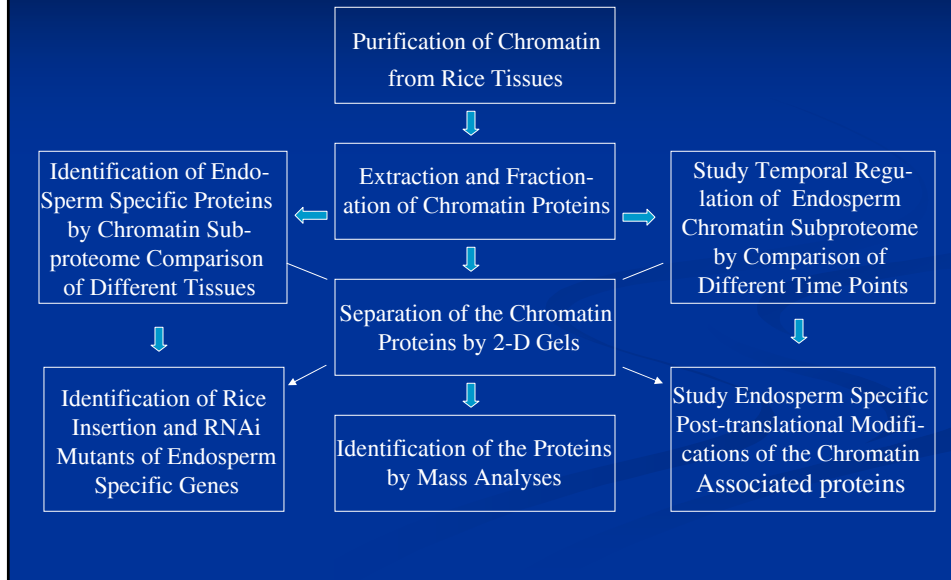 Purification of Chromatin
from Rice Tissues
Identification of Endo-
Sperm Specific Proteins
by Chromatin Sub-
proteome Comparison
of Different Tissues
Extraction and Fraction-
ation of Chromatin Proteins
Study Temporal Regu-
lation of Endosperm
Chromatin Subproteome
by Comparison of
Different Time Points
Separation of the Chromatin
Proteins by 2-D Gels
Identification of Rice
Insertion and RNAi
Mutants of Endosperm
Specific Genes
Identification of the Proteins
by Mass Analyses
Study Endosperm Specific
Post-translational Modifi-
cations of the Chromatin
Associated proteins